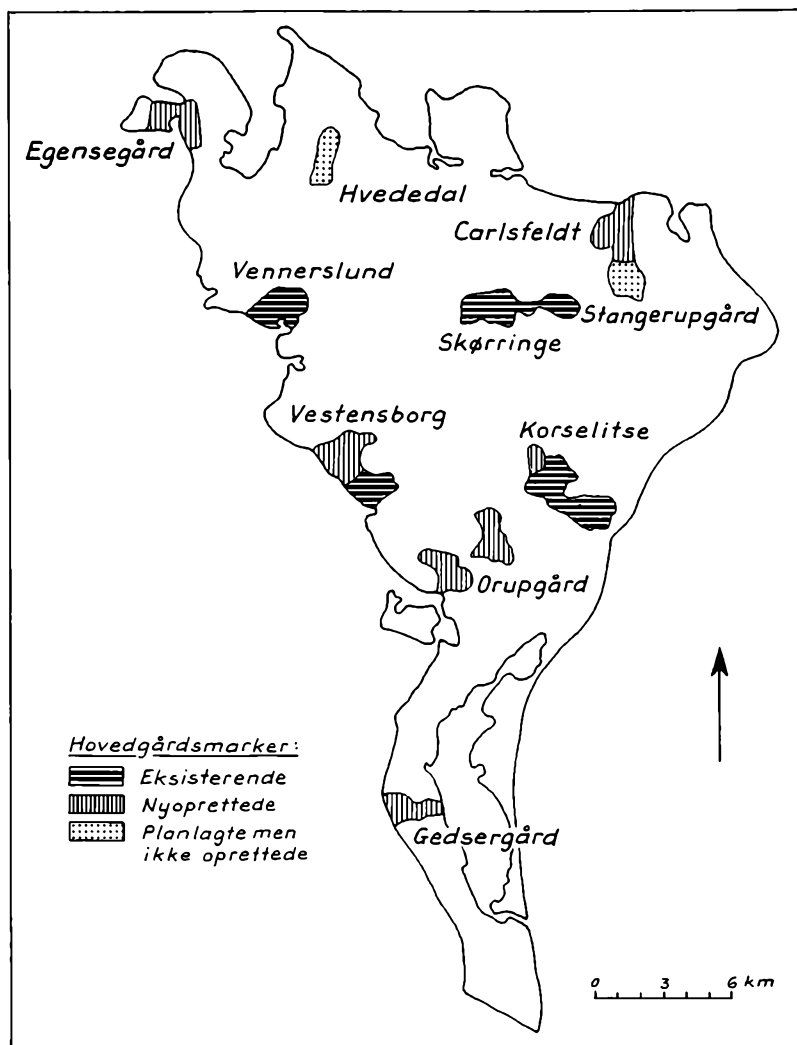 Egensegård
Hvededal
Carlsfeldt
Vennerslund
Stangerupgård
Skørringe
Vestensborg
Korselitse
Orupgård
Hovedgårdsmarker:
Eksisterende
Nyoprettede
Planlagte men
ikke oprettede
Gedsergård
0 3 6 km